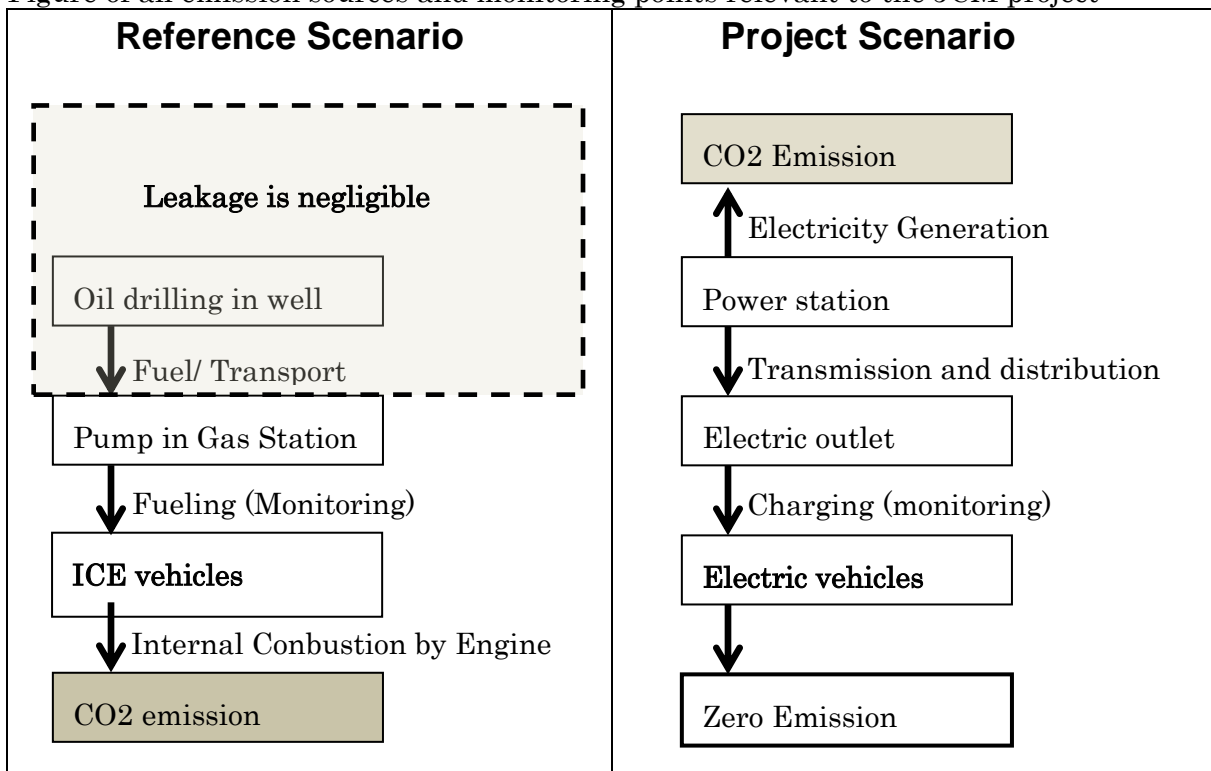 Figure of all emission sources and monitoring points relevant to the JCM project
Reference Scenario
Leakage is negligible
Oil drilling in well
Fuel/ Transport
Pump in Gas Station
Fueling (Monitoring)
ICE vehicles
Internal Conbustion by Engine
CO2 emission
Project Scenario
CO2 Emission
Electricity Generation
Power station
Transmission and distribution
Electric outlet
Charging (monitoring)
Electric vehicles
Zero Emission